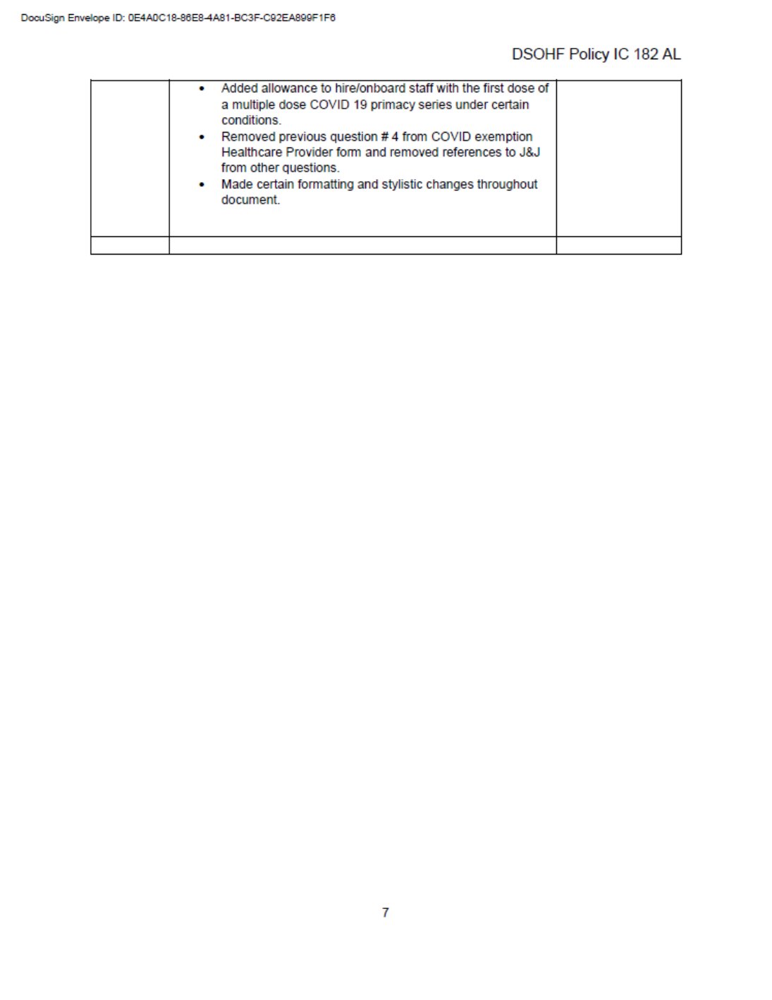 DocuSign Envelope ID: 0E4A0C18-86E8-4A81-BC3F-C92EA899F1F6
DSOHF Policy IC 182 AL
• Added allowance to hire/onboard staff with the first dose of
a multiple dose COVID 19 primacy series under certain
conditions.
• Removed previous question # 4 from COVID exemption
Healthcare Provider form and removed references to J&J
from other questions.
• Made certain formatting and stylistic changes throughout
document.
7